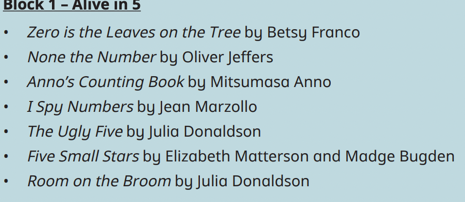 Block 1 – Alive in 5
• Zero is the Leaves on the Tree by Betsy Franco
• None the Number by Oliver Jeffers
• Anno's Counting Book by Mitsumasa Anno
• I Spy Numbers by Jean Marzollo
• The Ugly Five by Julia Donaldson
• Five Small Stars by Elizabeth Matterson and Madge Bugden
• Room on the Broom by Julia Donaldson